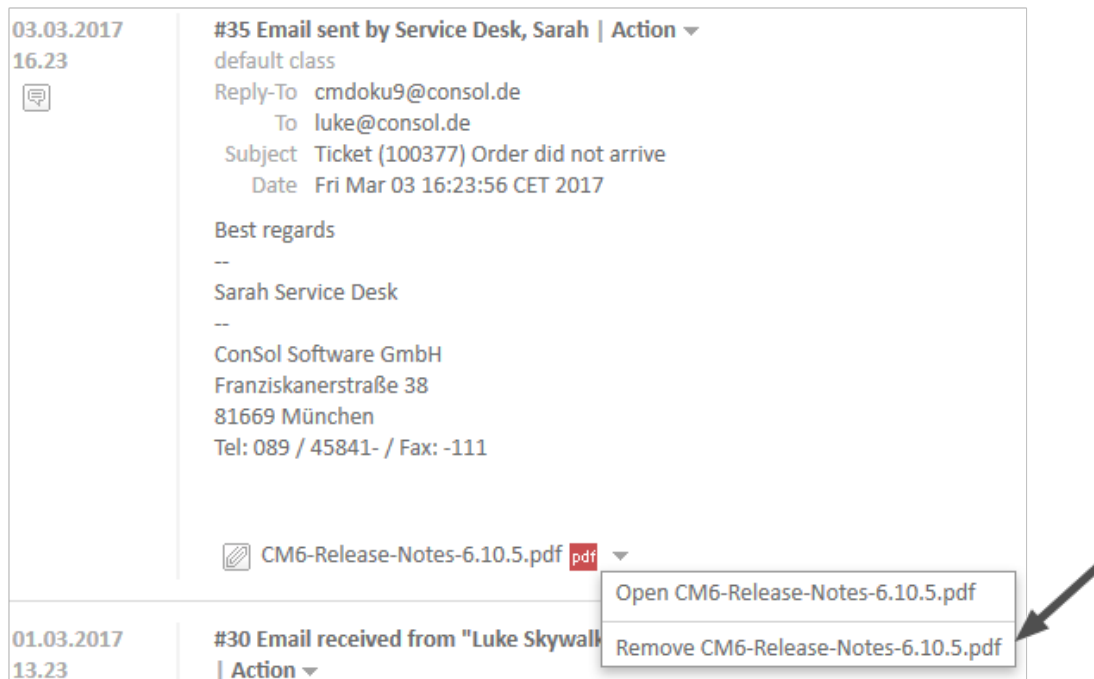 03.03.2017
16.23
#35 Email sent by Service Desk, Sarah | Action
default class
Reply-To cmdoku9@consol.de
To luke@consol.de
Subject Ticket (100377) Order did not arrive
Date Fri Mar 03 16:23:56 CET 2017
Best regards
--
Sarah Service Desk
--
ConSol Software GmbH
Franziskanerstraße 38
81669 München
Tel: 089 / 45841- / Fax: -111
CM6-Release-Notes-6.10.5.pdf pdf
Open CM6-Release-Notes-6.10.5.pdf
Remove CM6-Release-Notes-6.10.5.pdf
01.03.2017
13.23
#30 Email received from "Luke Skywalk
| Action